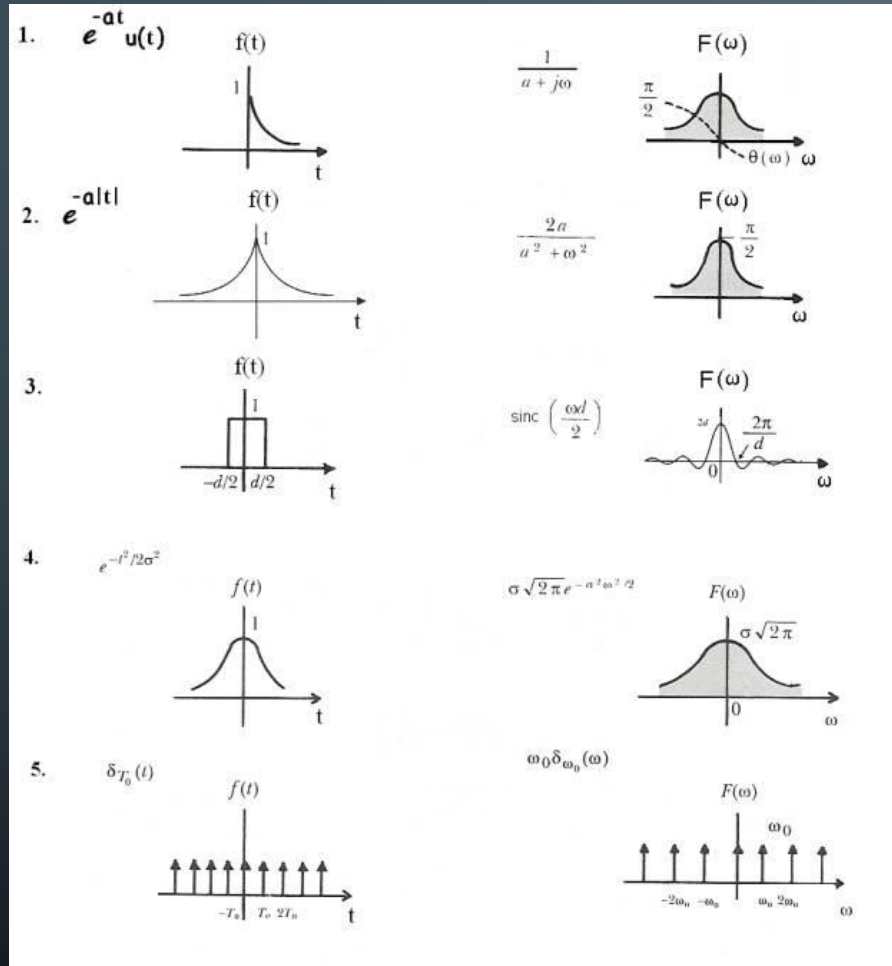 1. e^-at u(t)
f(t)
1
t
1/(a + jω)
F(ω)
π/2
θ(ω) ω
2. e^-a|t|
f(t)
1
t
2a/(a² + ω²)
F(ω)
π/2
ω
3.
f(t)
1
-d/2 d/2
t
sinc (ωd/2)
F(ω)
2π/d
0
ω
4. e^-t²/2σ²
f(t)
1
t
σ√2π e^-σ²ω²/2
F(ω)
σ√2π
0
ω
5. δT₀(t)
f(t)
-T₀ T₀ 2T₀
t
ω₀δω₀(ω)
F(ω)
ω₀
-2ω₀ -ω₀ ω₀ 2ω₀
ω